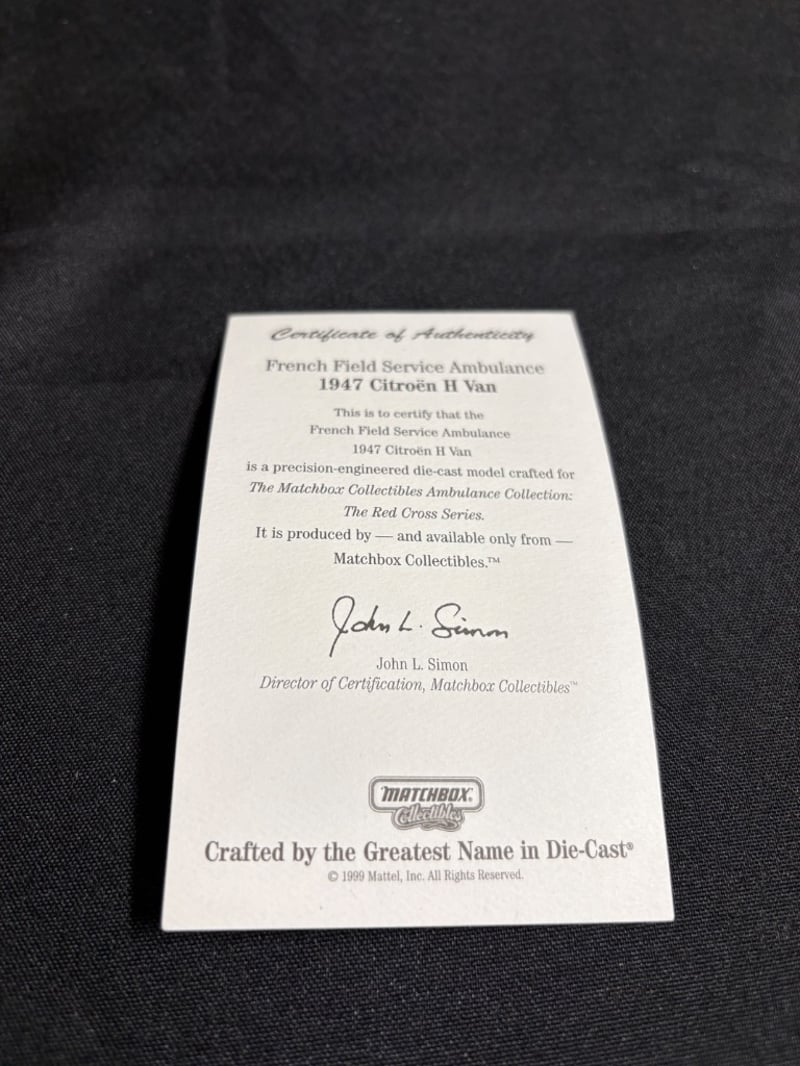 Certificate of Authenticity
French Field Service Ambulance
1947 Citroën H Van
This is to certify that the
French Field Service Ambulance
1947 Citroën H Van
is a precision-engineered die-cast model crafted for
The Matchbox Collectibles Ambulance Collection:
The Red Cross Series.
It is produced by — and available only from —
Matchbox Collectibles.™
John L. Simon
John L. Simon
Director of Certification, Matchbox Collectibles™
MATCHBOX®
Collectibles
Crafted by the Greatest Name in Die-Cast®
© 1999 Mattel, Inc. All Rights Reserved.